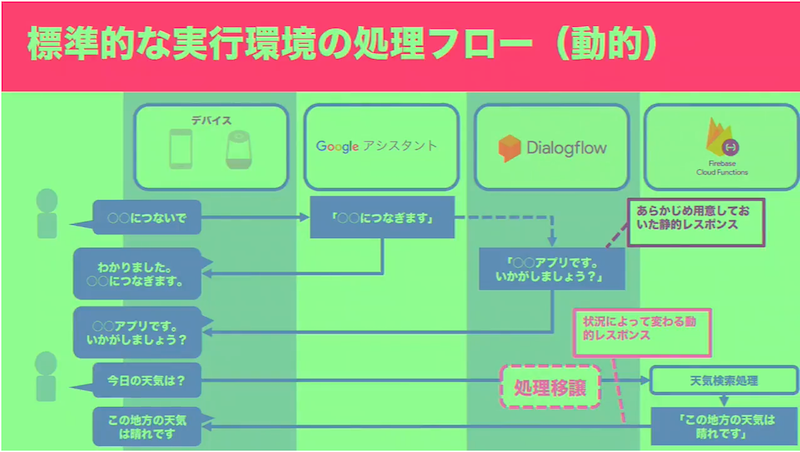 標準的な実行環境の処理フロー（動的）
デバイス
Google アシスタント
Dialogflow
Firebase
Cloud Functions
○○につないで
「○○につなぎます」
あらかじめ用意してお
いた静的レスポンス
わかりました。
○○につなぎます。
「○○アプリです。
いかがしましょう？」
○○アプリです。
いかがしましょう？
状況によって変わる動
的レスポンス
今日の天気は？
処理移譲
天気検索処理
この地方の天気
は晴れです
「この地方の天気は
晴れです」